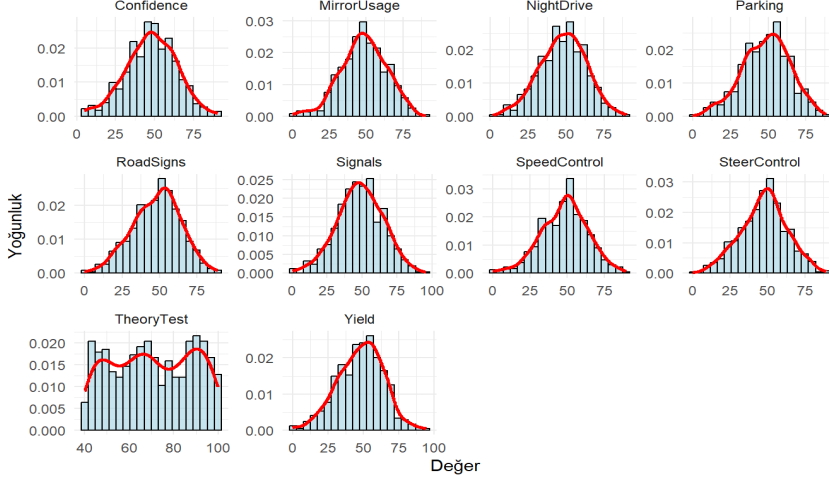 Confidence MirrorUsage NightDrive Parking
0.02
0.01
0.00
0 25 50 75
0.03
0.02
0.01
0.00
0 25 50 75
0.02
0.01
0.00
0 25 50 75
0.02
0.01
0.00
0 25 50 75
RoadSigns Signals SpeedControl SteerControl
0.02
0.01
0.00
0 25 50 75
0.025
0.020
0.015
0.010
0.005
0.000
0 25 50 75 100
0.03
0.02
0.01
0.00
0 25 50 75
0.03
0.02
0.01
0.00
0 25 50 75
TheoryTest Yield
0.020
0.015
0.010
0.005
0.000
40 60 80 100
0.02
0.01
0.00
0 25 50 75 100
Yoğunluk
Değer